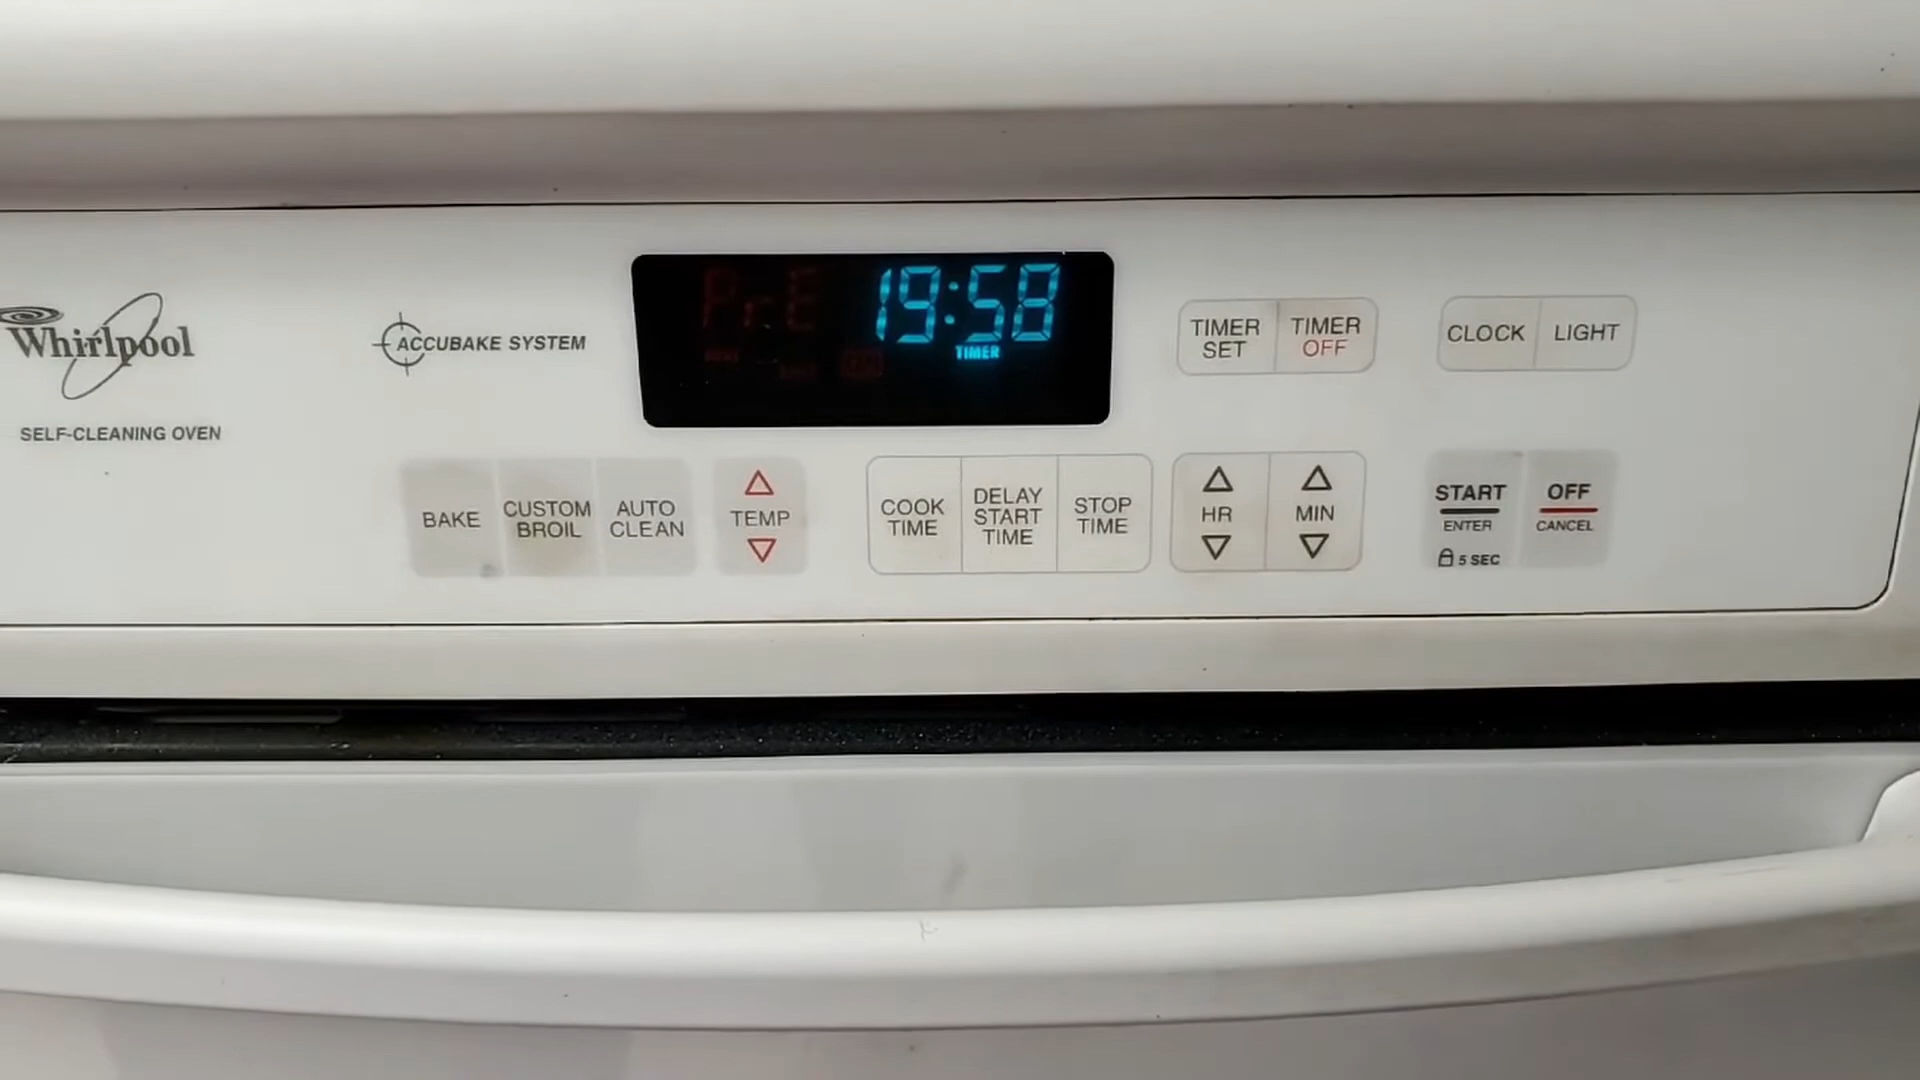 PrE 19:58
TIMER
TIMER SET
TIMER OFF
CLOCK
LIGHT
Whirlpool
ACCUBAKE SYSTEM
SELF-CLEANING OVEN
BAKE
CUSTOM BROIL
AUTO CLEAN
TEMP
COOK TIME
DELAY START TIME
STOP TIME
HR
MIN
START
ENTER
5 SEC
OFF
CANCEL